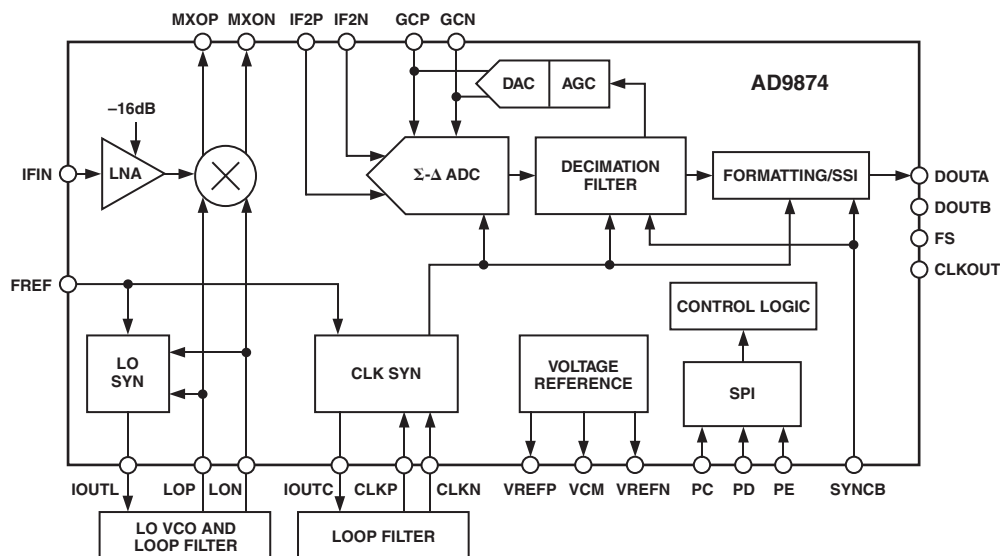 MXOP MXON IF2P IF2N GCP GCN
AD9874
DAC AGC
–16dB
LNA
IFIN
Σ-Δ ADC
DECIMATION
FILTER
FORMATTING/SSI
DOUTA
DOUTB
FS
CLKOUT
FREF
LO
SYN
CLK SYN
VOLTAGE
REFERENCE
CONTROL LOGIC
SPI
IOUTL LOP LON IOUTC CLKP CLKN VREFP VCM VREFN PC PD PE SYNCB
LO VCO AND
LOOP FILTER
LOOP FILTER